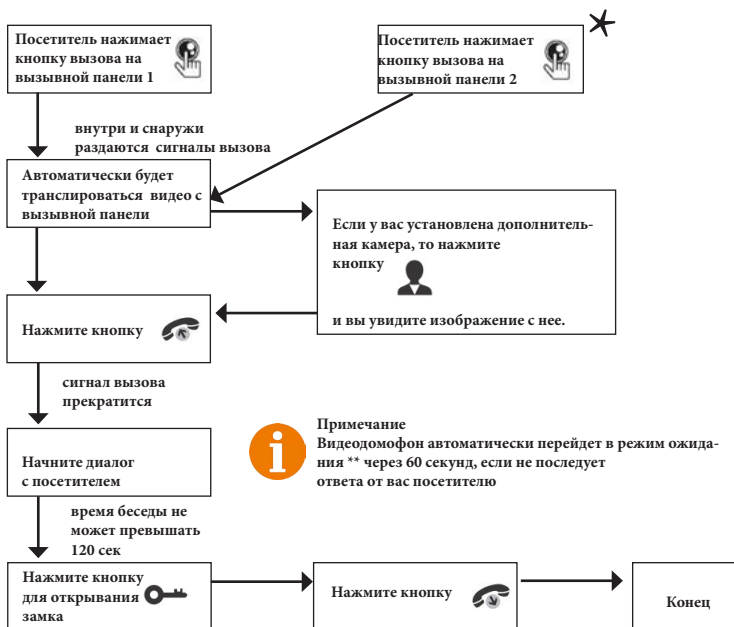 Посетитель нажимает
кнопку вызова на
вызывной панели 1
Посетитель нажимает
кнопку вызова на
вызывной панели 2
внутри и снаружи
раздаются сигналы вызова
Автоматически будет
транслироваться видео с
вызывной панели
Если у вас установлена дополнитель-
ная камера, то нажмите
кнопку
и вы увидите изображение с нее.
Нажмите кнопку
сигнал вызова
прекратится
Примечание
Видеодомофон автоматически перейдет в режим ожида-
ния ** через 60 секунд, если не последует
ответа от вас посетителю
Начните диалог
с посетителем
время беседы не
может превышать
120 сек
Нажмите кнопку
для открывания
замка
Нажмите кнопку
Конец